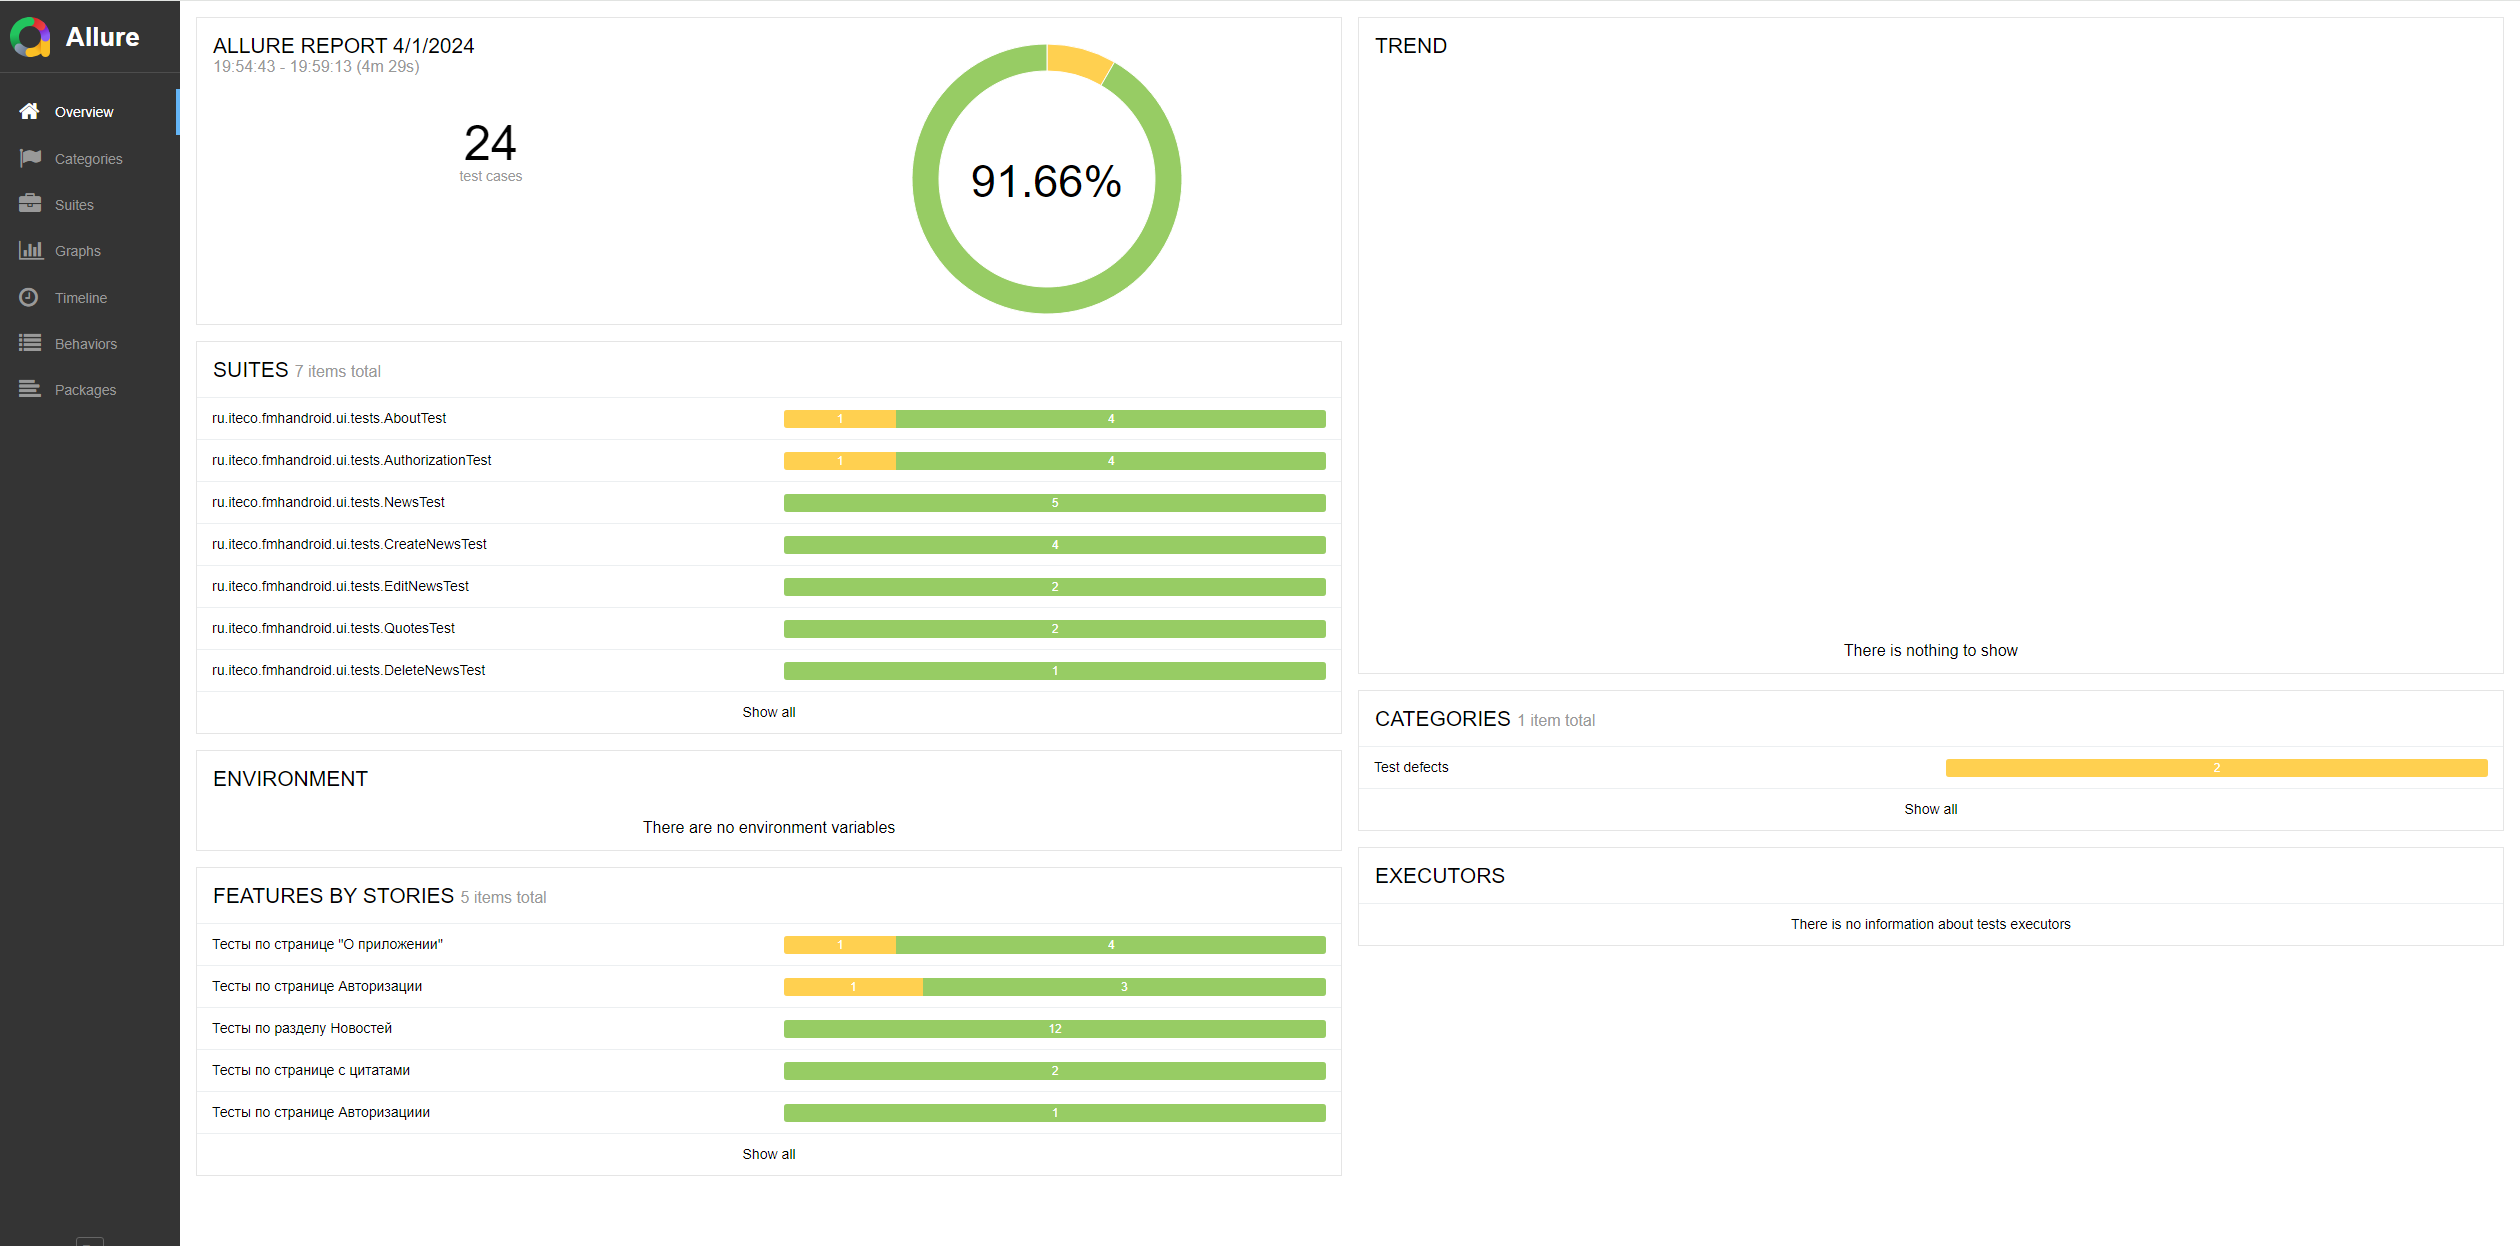 Allure
Overview
Categories
Suites
Graphs
Timeline
Behaviors
Packages
ALLURE REPORT 4/1/2024
19:54:43 - 19:59:13 (4m 29s)
24
test cases
91.66%
SUITES 7 items total
ru.iteco.fmhandroid.ui.tests.AboutTest 1 4
ru.iteco.fmhandroid.ui.tests.AuthorizationTest 1 4
ru.iteco.fmhandroid.ui.tests.NewsTest 5
ru.iteco.fmhandroid.ui.tests.CreateNewsTest 4
ru.iteco.fmhandroid.ui.tests.EditNewsTest 2
ru.iteco.fmhandroid.ui.tests.QuotesTest 2
ru.iteco.fmhandroid.ui.tests.DeleteNewsTest 1
Show all
ENVIRONMENT
There are no environment variables
FEATURES BY STORIES 5 items total
Тесты по странице "О приложении" 1 4
Тесты по странице Авторизации 1 3
Тесты по разделу Новостей 12
Тесты по странице с цитатами 2
Тесты по странице Авторизациии 1
Show all
TREND
There is nothing to show
CATEGORIES 1 item total
Test defects 2
Show all
EXECUTORS
There is no information about tests executors